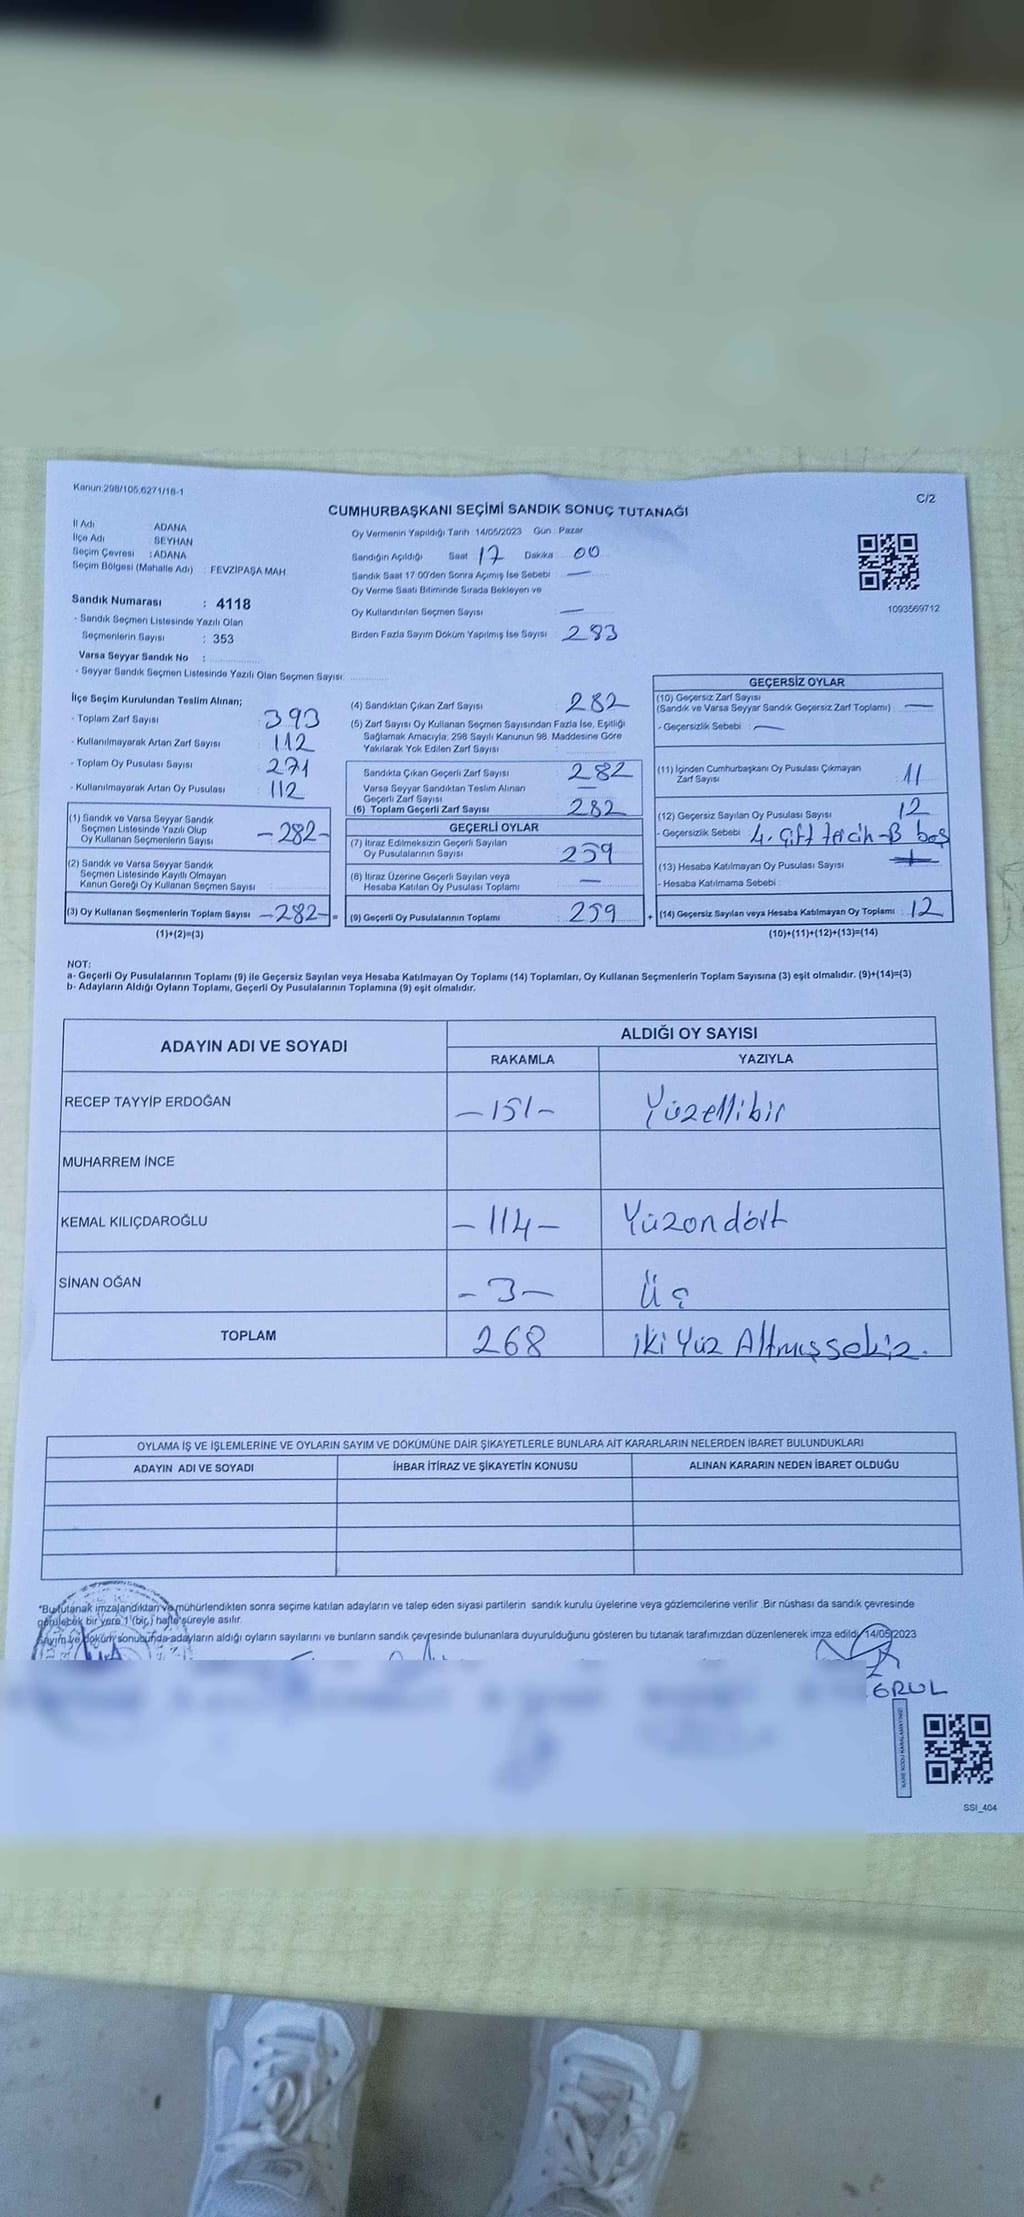 Kanun:298/105,6271/16-1
C/2
CUMHURBAŞKANI SEÇİMİ SANDIK SONUÇ TUTANAĞI
İl Adı ADANA
İlçe Adı SEYHAN
Seçim Çevresi : ADANA
Seçim Bölgesi (Mahalle Adı) : FEVZİPAŞA MAH.
Sandık Numarası : 4118
- Sandık Seçmen Listesinde Yazılı Olan
Seçmenlerin Sayısı : 353
Varsa Seyyar Sandık No :
- Seyyar Sandık Seçmen Listesinde Yazılı Olan Seçmen Sayısı:
Oy Vermenin Yapıldığı Tarih : 14/05/2023 Gün : Pazar
Sandığın Açıldığı Saat 17 Dakika 00
Sandık Saat 17:00'den Sonra Açılmış İse Sebebi : —
Oy Verme Saati Bitiminde Sırada Bekleyen ve
Oy Kullandırılan Seçmen Sayısı —
Birden Fazla Sayım Döküm Yapılmış İse Sayısı : 283
1093569712
İlçe Seçim Kurulundan Teslim Alınan;
- Toplam Zarf Sayısı : 393
- Kullanılmayarak Artan Zarf Sayısı : 112
- Toplam Oy Pusulası Sayısı : 271
- Kullanılmayarak Artan Oy Pusulası : 112
(1) Sandık ve Varsa Seyyar Sandık
Seçmen Listesinde Yazılı Olup
Oy Kullanan Seçmenlerin Sayısı -282-
(2) Sandık ve Varsa Seyyar Sandık
Seçmen Listesinde Kayıtlı Olmayan
Kanun Gereği Oy Kullanan Seçmen Sayısı
(3) Oy Kullanan Seçmenlerin Toplam Sayısı -282- =
(1)+(2)=(3)
(4) Sandıktan Çıkan Zarf Sayısı 282
(5) Zarf Sayısı Oy Kullanan Seçmen Sayısından Fazla İse, Eşitliği
Sağlamak Amacıyla; 298 Sayılı Kanunun 98. Maddesine Göre
Yakılarak Yok Edilen Zarf Sayısı :
Sandıkta Çıkan Geçerli Zarf Sayısı 282
Varsa Seyyar Sandıktan Teslim Alınan
Geçerli Zarf Sayısı —
(6) Toplam Geçerli Zarf Sayısı 282
GEÇERLİ OYLAR
(7) İtiraz Edilmeksizin Geçerli Sayılan
Oy Pusulalarının Sayısı 259
(8) İtiraz Üzerine Geçerli Sayılan veya
Hesaba Katılan Oy Pusulası Toplamı —
(9) Geçerli Oy Pusulalarının Toplamı 259 +
GEÇERSİZ OYLAR
(10) Geçersiz Zarf Sayısı
(Sandık ve Varsa Seyyar Sandık Geçersiz Zarf Toplamı) : —
- Geçersizlik Sebebi : —
(11) İçinden Cumhurbaşkanı Oy Pusulası Çıkmayan
Zarf Sayısı 11
(12) Geçersiz Sayılan Oy Pusulası Sayısı 12
- Geçersizlik Sebebi : 4. çift tercih-8 boş
(13) Hesaba Katılmayan Oy Pusulası Sayısı
- Hesaba Katılmama Sebebi :
(14) Geçersiz Sayılan veya Hesaba Katılmayan Oy Toplamı : 12
(10)+(11)+(12)+(13)=(14)
NOT:
a- Geçerli Oy Pusulalarının Toplamı (9) ile Geçersiz Sayılan veya Hesaba Katılmayan Oy Toplamı (14) Toplamları, Oy Kullanan Seçmenlerin Toplam Sayısına (3) eşit olmalıdır. (9)+(14)=(3)
b- Adayların Aldığı Oyların Toplamı, Geçerli Oy Pusulalarının Toplamına (9) eşit olmalıdır.
ADAYIN ADI VE SOYADI ALDIĞI OY SAYISI
RAKAMLA YAZIYLA
RECEP TAYYİP ERDOĞAN -151- Yüzellibir
MUHARREM İNCE
KEMAL KILIÇDAROĞLU -114- Yüzondört
SİNAN OĞAN -3- Üç
TOPLAM 268 iki Yüz Altmışsekiz.
OYLAMA İŞ VE İŞLEMLERİNE VE OYLARIN SAYIM VE DÖKÜMÜNE DAİR ŞİKAYETLERLE BUNLARA AİT KARARLARIN NELERDEN İBARET BULUNDUKLARI
ADAYIN ADI VE SOYADI İHBAR İTİRAZ VE ŞİKAYETİN KONUSU ALINAN KARARIN NEDEN İBARET OLDUĞU
*Bu tutanak imzalandıktan ve mühürlendikten sonra seçime katılan adayların ve talep eden siyasi partilerin sandık kurulu üyelerine veya gözlemcilerine verilir. Bir nüshası da sandık çevresinde
görülebilecek bir yere 1 (bir) hafta süreyle asılır.
Sayım ve döküm sonucunda adayların aldığı oyların sayılarını ve bunların sandık çevresinde bulunanlara duyurulduğunu gösteren bu tutanak tarafımızdan düzenlenerek imza edildi. 14/05/2023
SSI_404